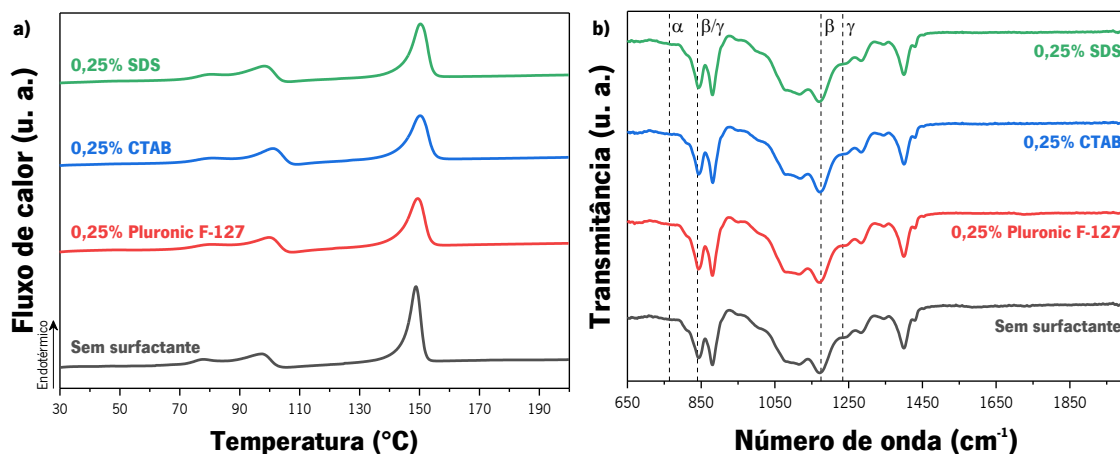 a)
Fluxo de calor (u. a.)
Endotérmico
0,25% SDS
0,25% CTAB
0,25% Pluronic F-127
Sem surfactante
30 50 70 90 110 130 150 170 190
Temperatura (°C)
b)
Transmitância (u. a.)
α β/γ β γ
0,25% SDS
0,25% CTAB
0,25% Pluronic F-127
Sem surfactante
650 850 1050 1250 1450 1650 1850
Número de onda (cm⁻¹)